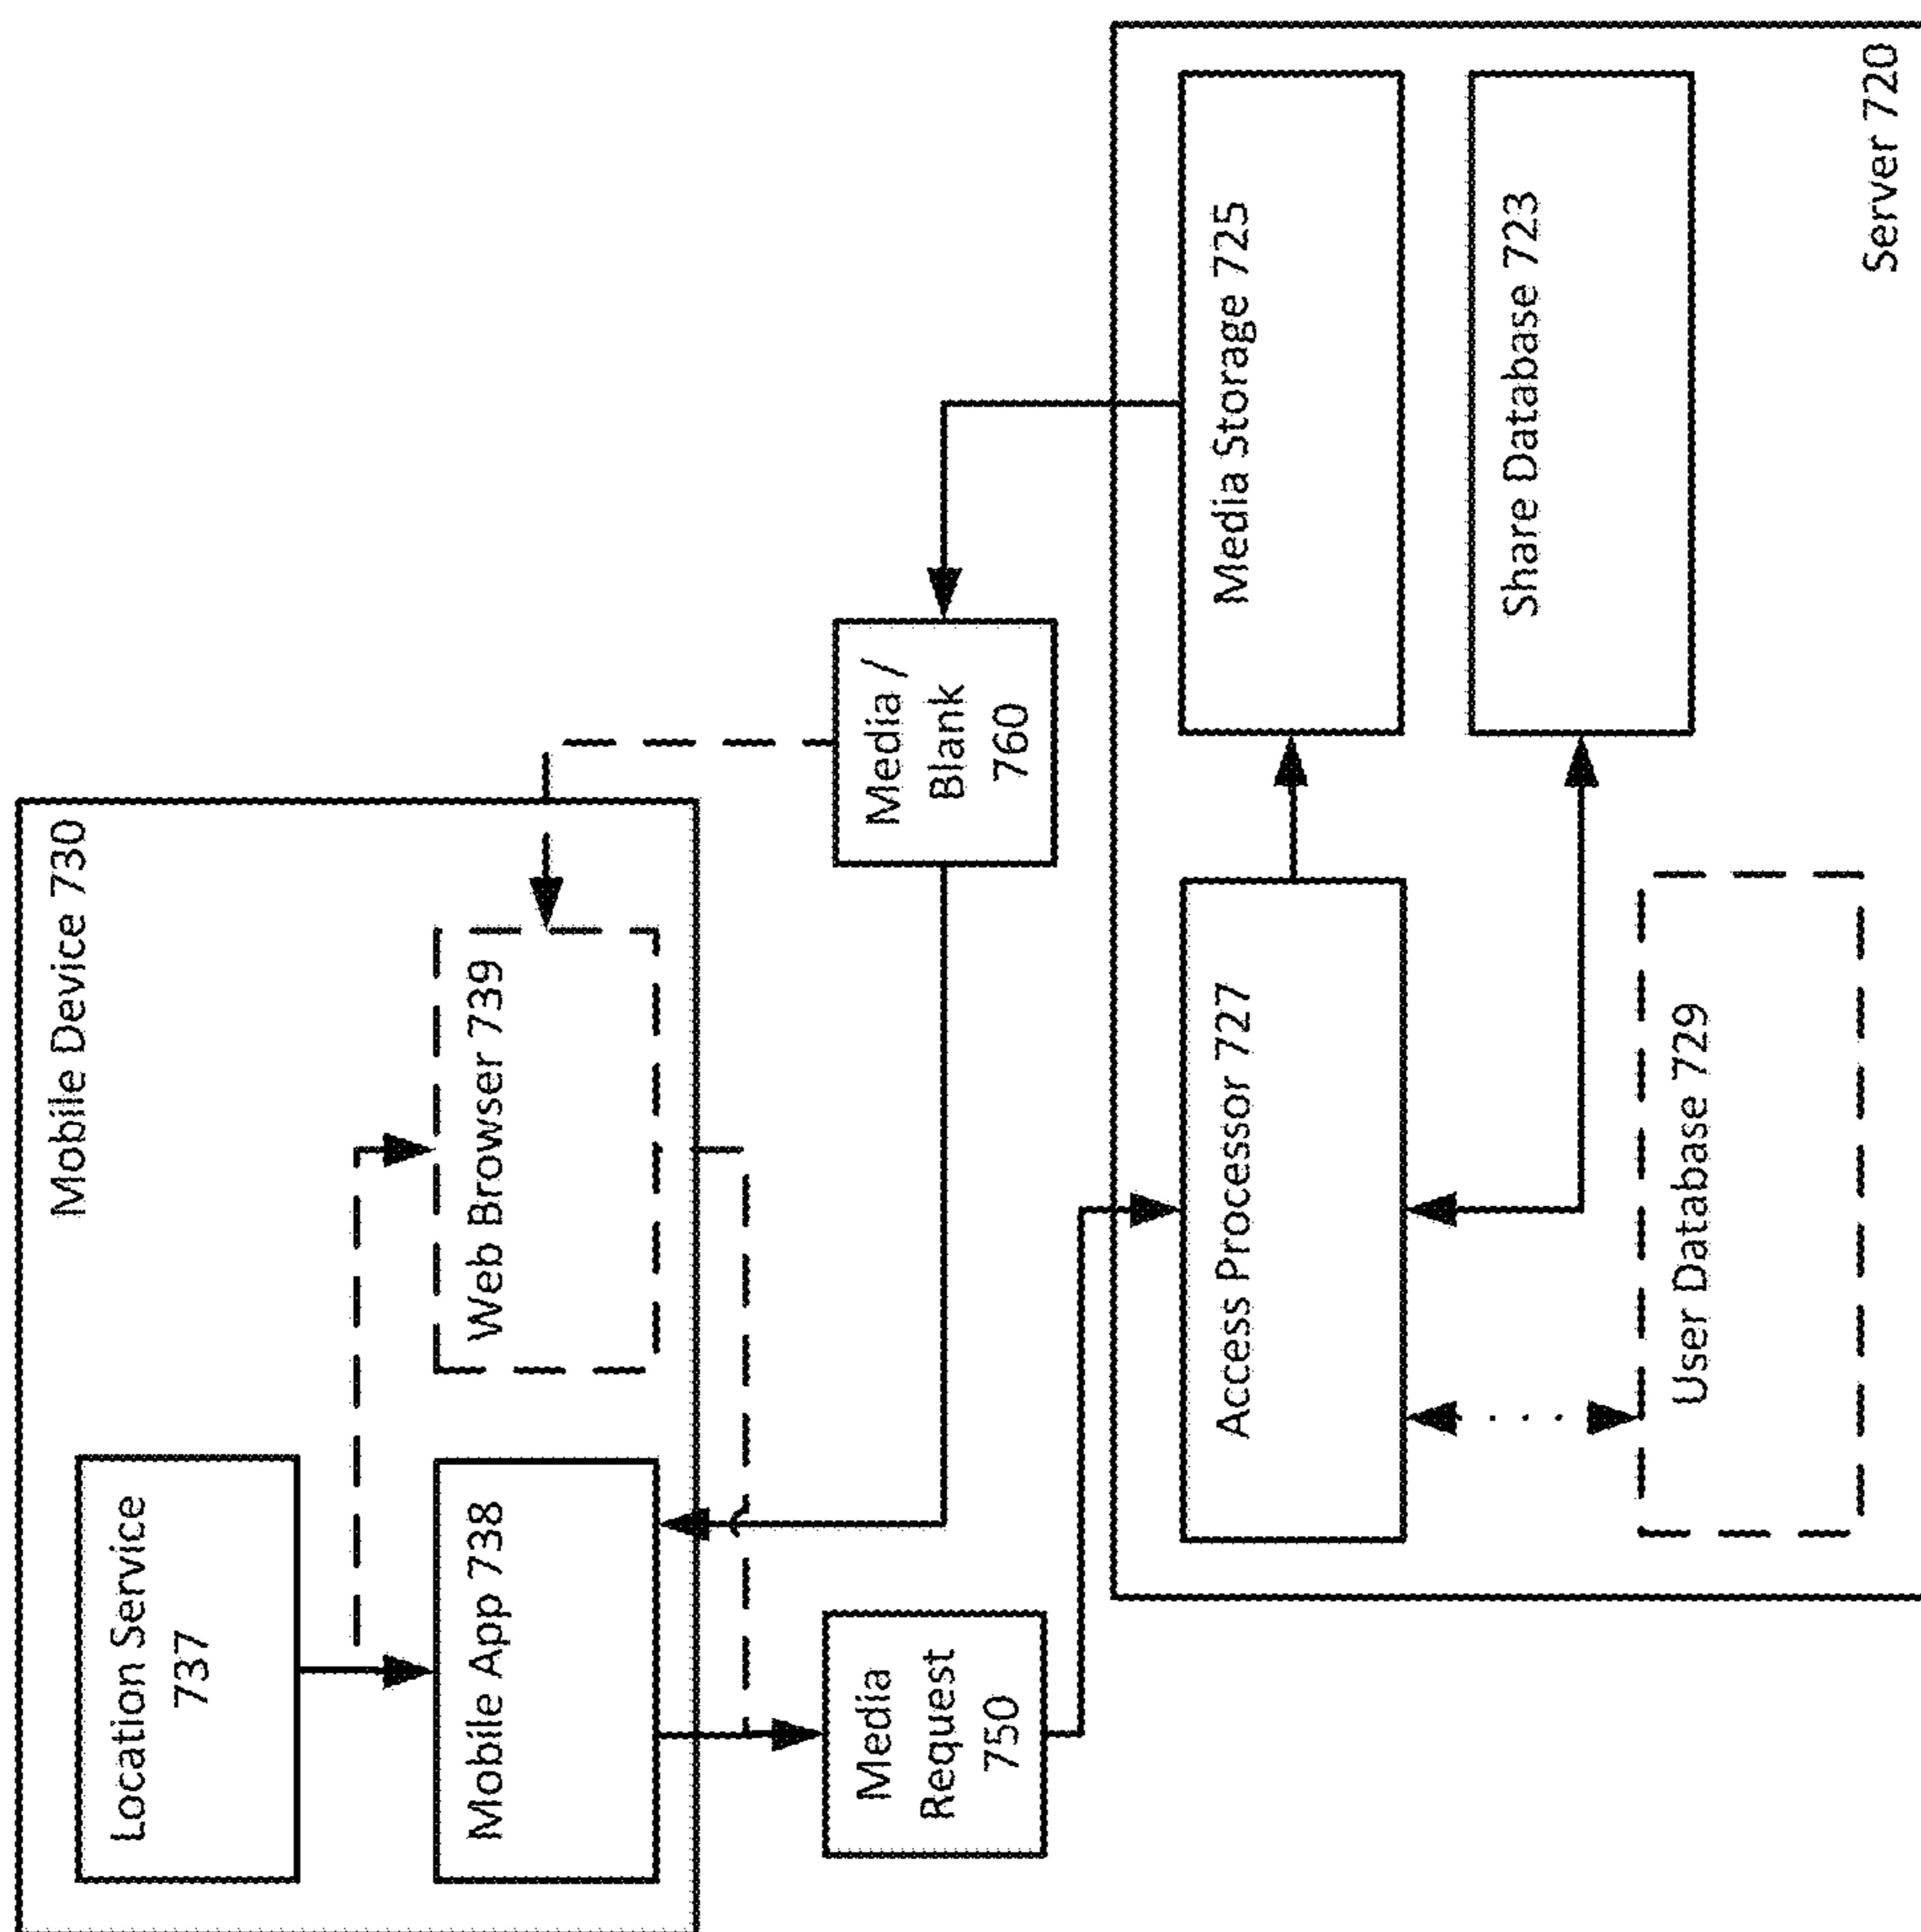 Mobile Device 730
Location Service
737
Mobile App 738
Web Browser 739
Media
Request
750
Media /
Blank
760
Access Processor 727
Media Storage 725
User Database 729
Share Database 723
Server 720